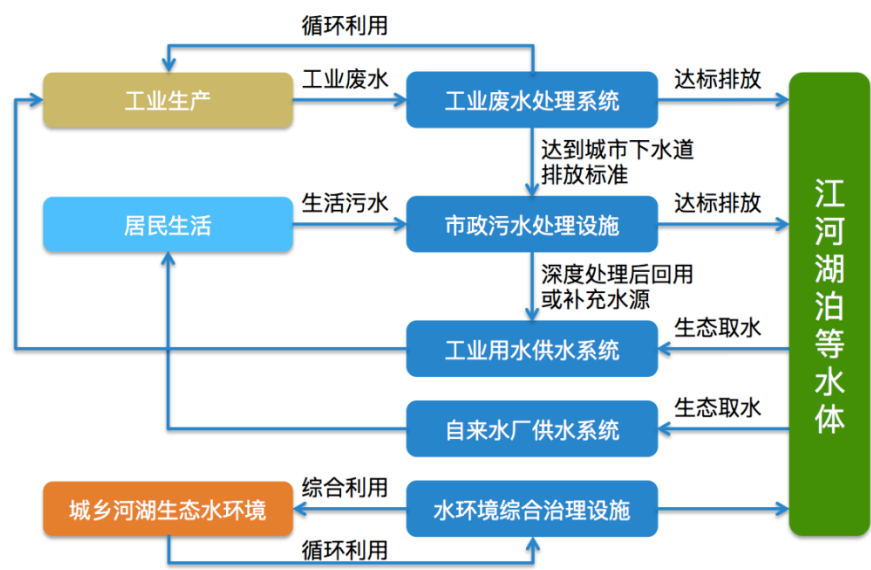 循环利用
工业生产
工业废水
工业废水处理系统
达标排放
达到城市下水道
排放标准
居民生活
生活污水
市政污水处理设施
达标排放
深度处理后回用
或补充水源
工业用水供水系统
生态取水
自来水厂供水系统
生态取水
江河湖泊等水体
城乡河湖生态水环境
综合利用
水环境综合治理设施
循环利用